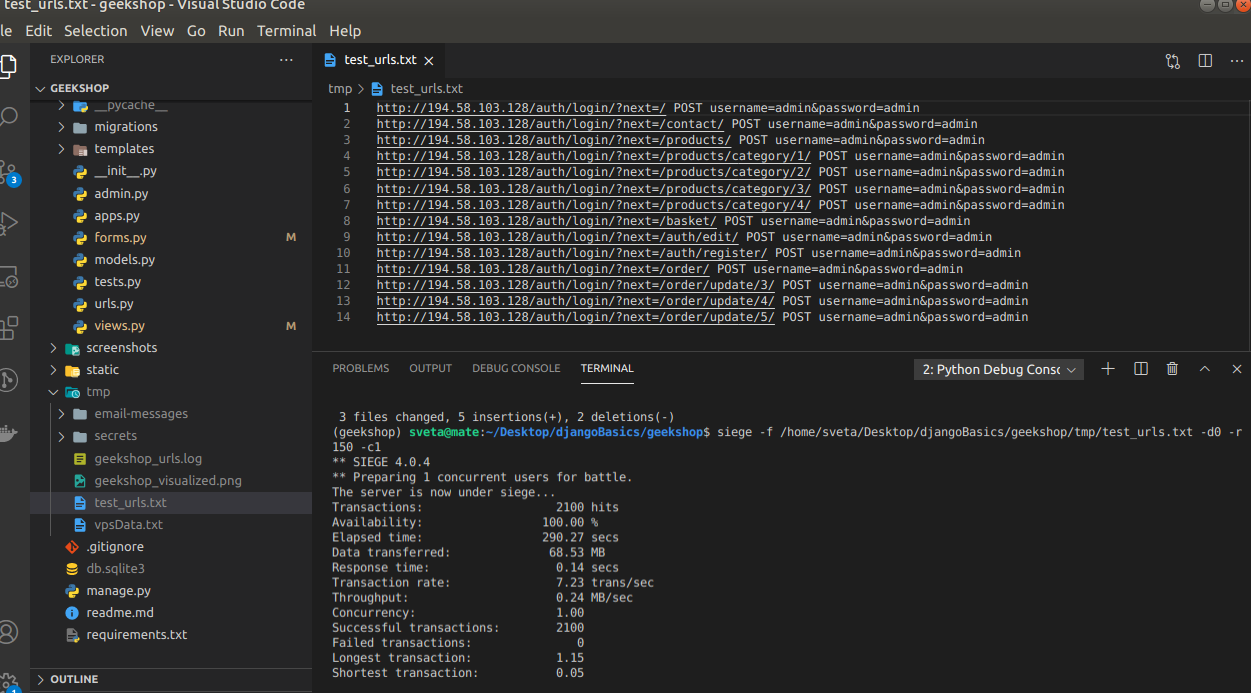 test_urls.txt - geekshop - Visual Studio Code
le Edit Selection View Go Run Terminal Help
EXPLORER ...
GEEKSHOP
__pycache__
migrations
templates
__init__.py
admin.py
apps.py
forms.py M
models.py
tests.py
urls.py
views.py M
screenshots
static
tmp
email-messages
secrets
geekshop_urls.log
geekshop_visualized.png
test_urls.txt
vpsData.txt
.gitignore
db.sqlite3
manage.py
readme.md
requirements.txt
OUTLINE
3
1
test_urls.txt
tmp > test_urls.txt
1 http://194.58.103.128/auth/login/?next=/ POST username=admin&password=admin
2 http://194.58.103.128/auth/login/?next=/contact/ POST username=admin&password=admin
3 http://194.58.103.128/auth/login/?next=/products/ POST username=admin&password=admin
4 http://194.58.103.128/auth/login/?next=/products/category/1/ POST username=admin&password=admin
5 http://194.58.103.128/auth/login/?next=/products/category/2/ POST username=admin&password=admin
6 http://194.58.103.128/auth/login/?next=/products/category/3/ POST username=admin&password=admin
7 http://194.58.103.128/auth/login/?next=/products/category/4/ POST username=admin&password=admin
8 http://194.58.103.128/auth/login/?next=/basket/ POST username=admin&password=admin
9 http://194.58.103.128/auth/login/?next=/auth/edit/ POST username=admin&password=admin
10 http://194.58.103.128/auth/login/?next=/auth/register/ POST username=admin&password=admin
11 http://194.58.103.128/auth/login/?next=/order/ POST username=admin&password=admin
12 http://194.58.103.128/auth/login/?next=/order/update/3/ POST username=admin&password=admin
13 http://194.58.103.128/auth/login/?next=/order/update/4/ POST username=admin&password=admin
14 http://194.58.103.128/auth/login/?next=/order/update/5/ POST username=admin&password=admin
PROBLEMS OUTPUT DEBUG CONSOLE TERMINAL 2: Python Debug Consc
3 files changed, 5 insertions(+), 2 deletions(-)
(geekshop) sveta@mate:~/Desktop/djangoBasics/geekshop$ siege -f /home/sveta/Desktop/djangoBasics/geekshop/tmp/test_urls.txt -d0 -r
150 -c1
** SIEGE 4.0.4
** Preparing 1 concurrent users for battle.
The server is now under siege...
Transactions: 2100 hits
Availability: 100.00 %
Elapsed time: 290.27 secs
Data transferred: 68.53 MB
Response time: 0.14 secs
Transaction rate: 7.23 trans/sec
Throughput: 0.24 MB/sec
Concurrency: 1.00
Successful transactions: 2100
Failed transactions: 0
Longest transaction: 1.15
Shortest transaction: 0.05